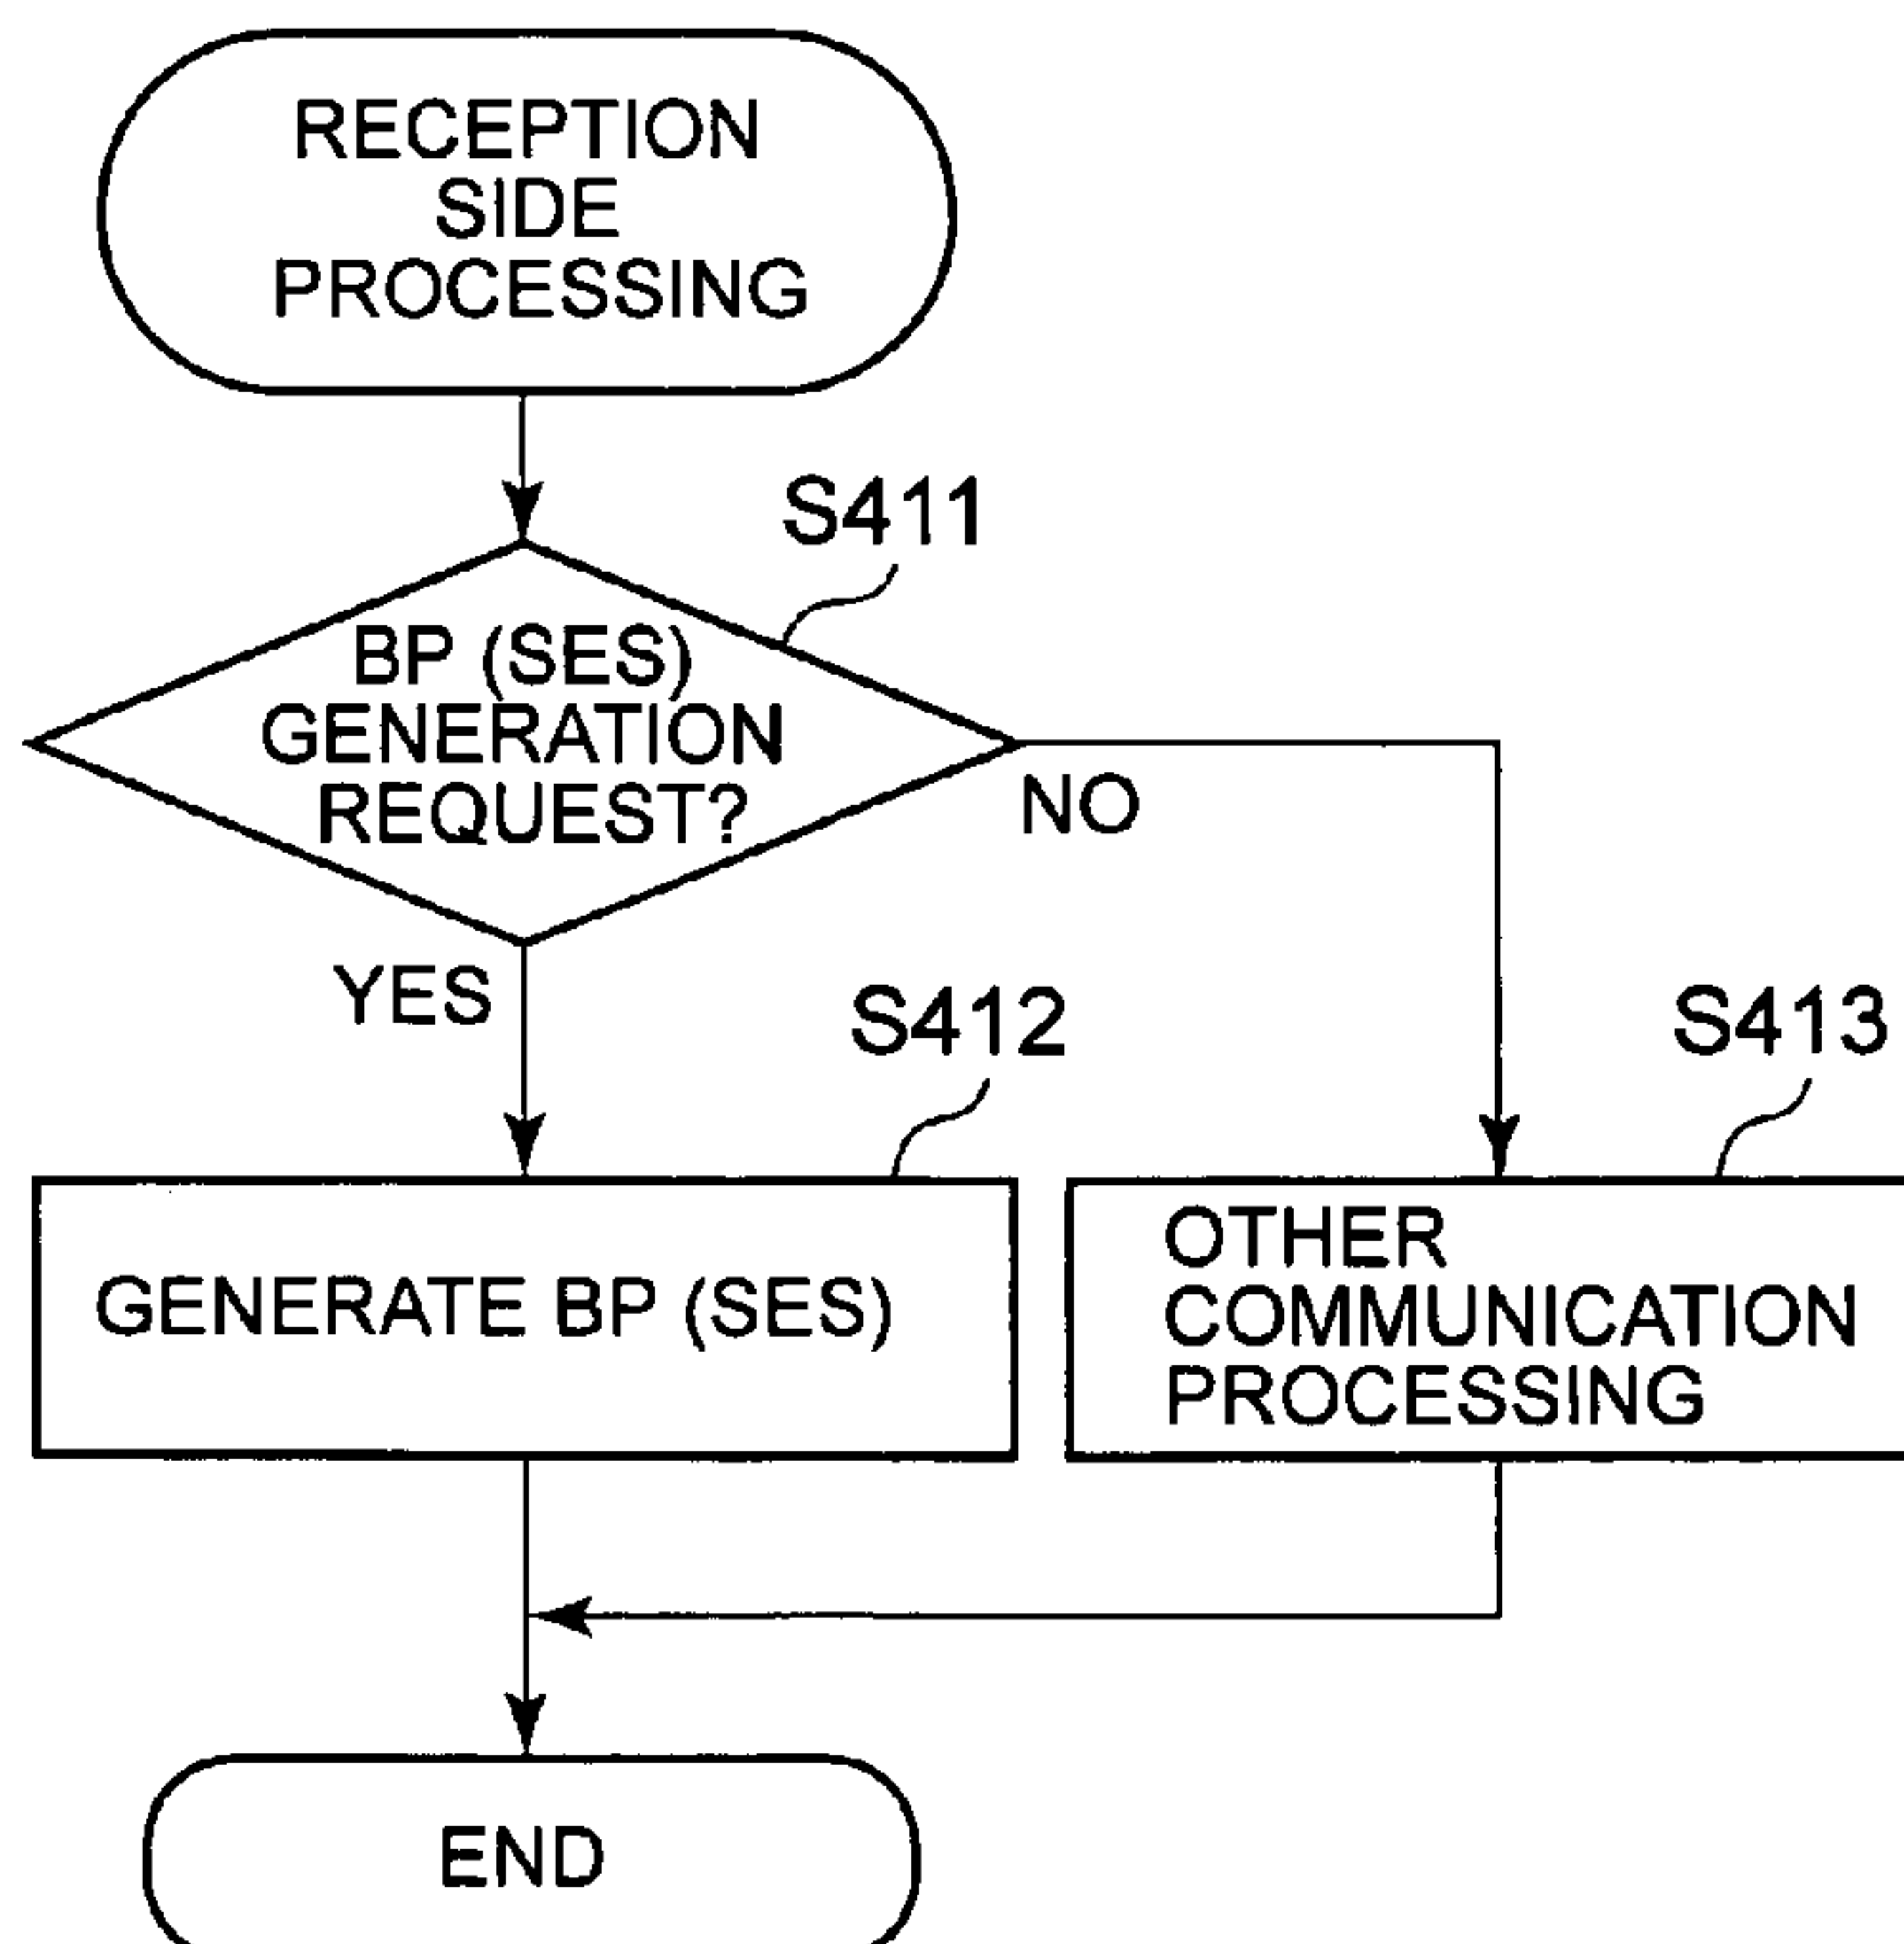 RECEPTION
SIDE
PROCESSING
S411
BP (SES)
GENERATION
REQUEST?
NO
YES
S412
S413
GENERATE BP (SES)
OTHER
COMMUNICATION
PROCESSING
END